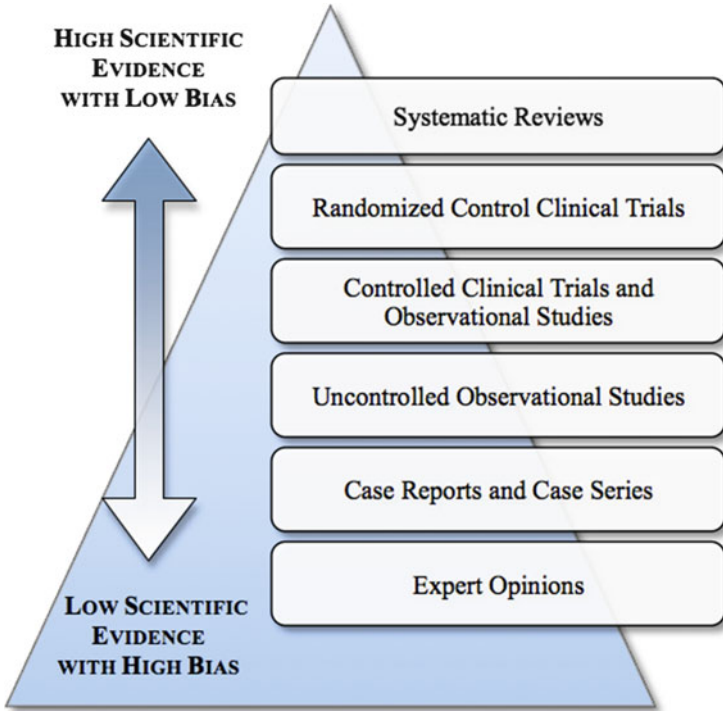 HIGH SCIENTIFIC
EVIDENCE
WITH LOW BIAS
Systematic Reviews
Randomized Control Clinical Trials
Controlled Clinical Trials and
Observational Studies
Uncontrolled Observational Studies
Case Reports and Case Series
Expert Opinions
LOW SCIENTIFIC
EVIDENCE
WITH HIGH BIAS